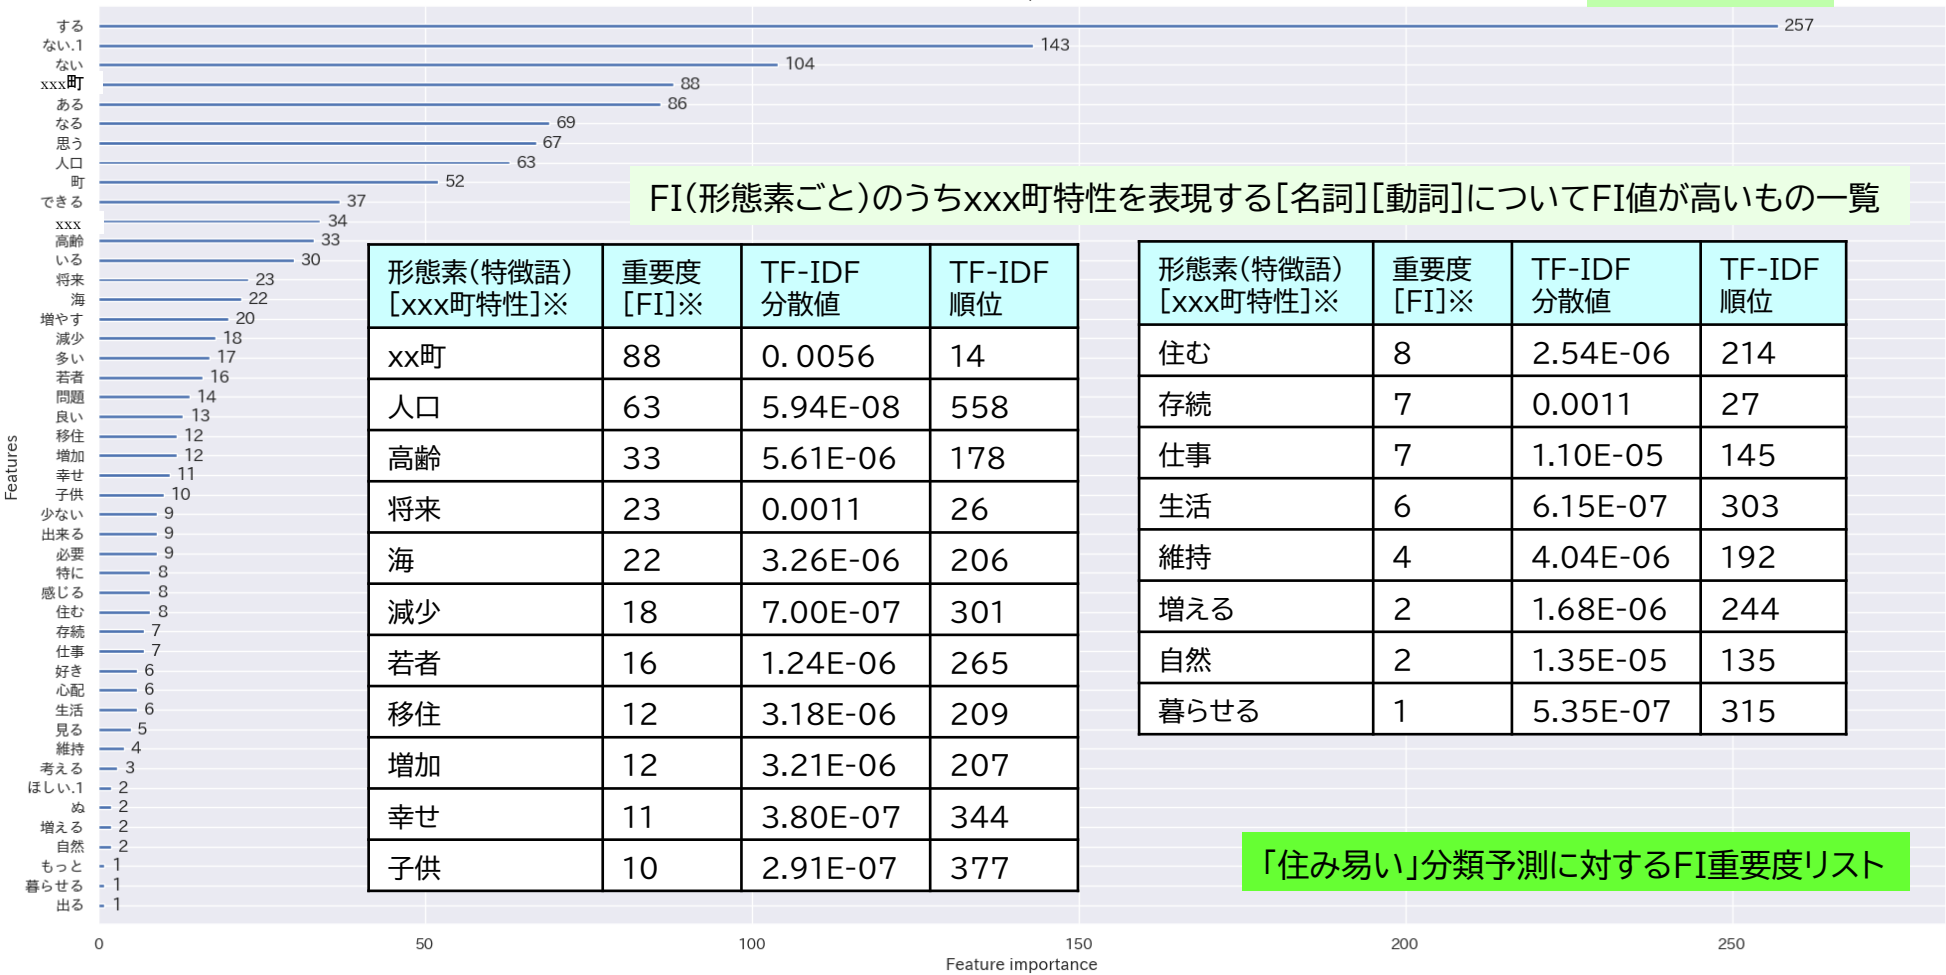 する 257
ない.1 143
ない 104
xxx町 88
ある 86
なる 69
思う 67
人口 63
町 52
できる 37
xxx 34
高齢 33
いる 30
将来 23
海 22
増やす 20
減少 18
多い 17
若者 16
問題 14
良い 13
移住 12
増加 12
幸せ 11
子供 10
少ない 9
出来る 9
必要 9
特に 8
感じる 8
住む 8
存続 7
仕事 7
好き 6
心配 6
生活 6
見る 5
維持 4
考える 3
ほしい.1 2
ぬ 2
増える 2
自然 2
もっと 1
暮らせる 1
出る 1
Features
0 50 100 150 200 250
Feature importance
FI(形態素ごと)のうちxxx町特性を表現する[名詞][動詞]についてFI値が高いもの一覧
形態素(特徴語) 重要度 TF-IDF TF-IDF
[xxx町特性]※ [FI]※ 分散値 順位
xx町 88 0.0056 14
人口 63 5.94E-08 558
高齢 33 5.61E-06 178
将来 23 0.0011 26
海 22 3.26E-06 206
減少 18 7.00E-07 301
若者 16 1.24E-06 265
移住 12 3.18E-06 209
増加 12 3.21E-06 207
幸せ 11 3.80E-07 344
子供 10 2.91E-07 377
形態素(特徴語) 重要度 TF-IDF TF-IDF
[xxx町特性]※ [FI]※ 分散値 順位
住む 8 2.54E-06 214
存続 7 0.0011 27
仕事 7 1.10E-05 145
生活 6 6.15E-07 303
維持 4 4.04E-06 192
増える 2 1.68E-06 244
自然 2 1.35E-05 135
暮らせる 1 5.35E-07 315
「住み易い」分類予測に対するFI重要度リスト